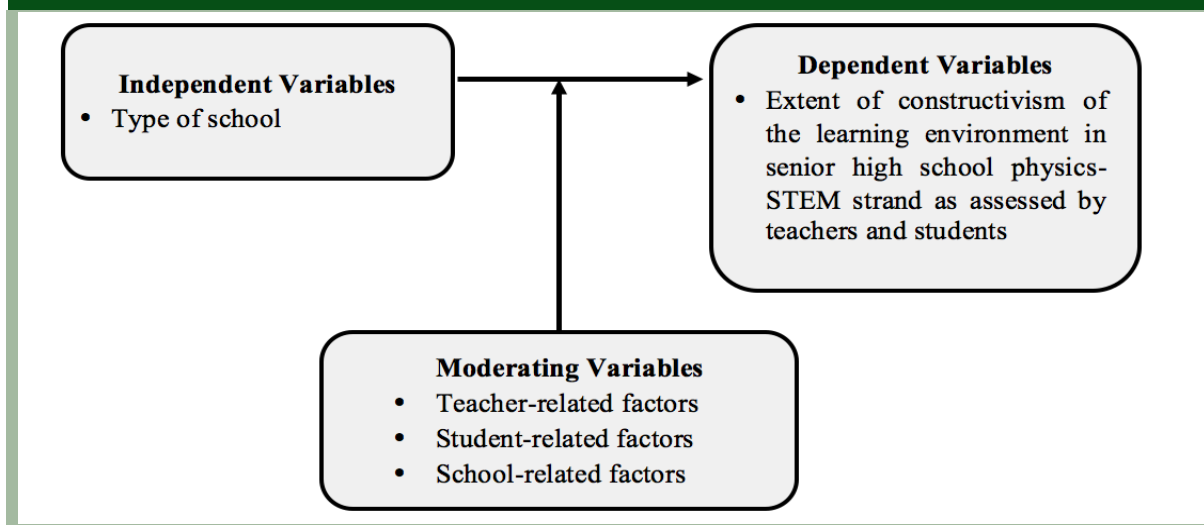 Independent Variables
• Type of school
Dependent Variables
• Extent of constructivism of
the learning environment in
senior high school physics-
STEM strand as assessed by
teachers and students
Moderating Variables
• Teacher-related factors
• Student-related factors
• School-related factors